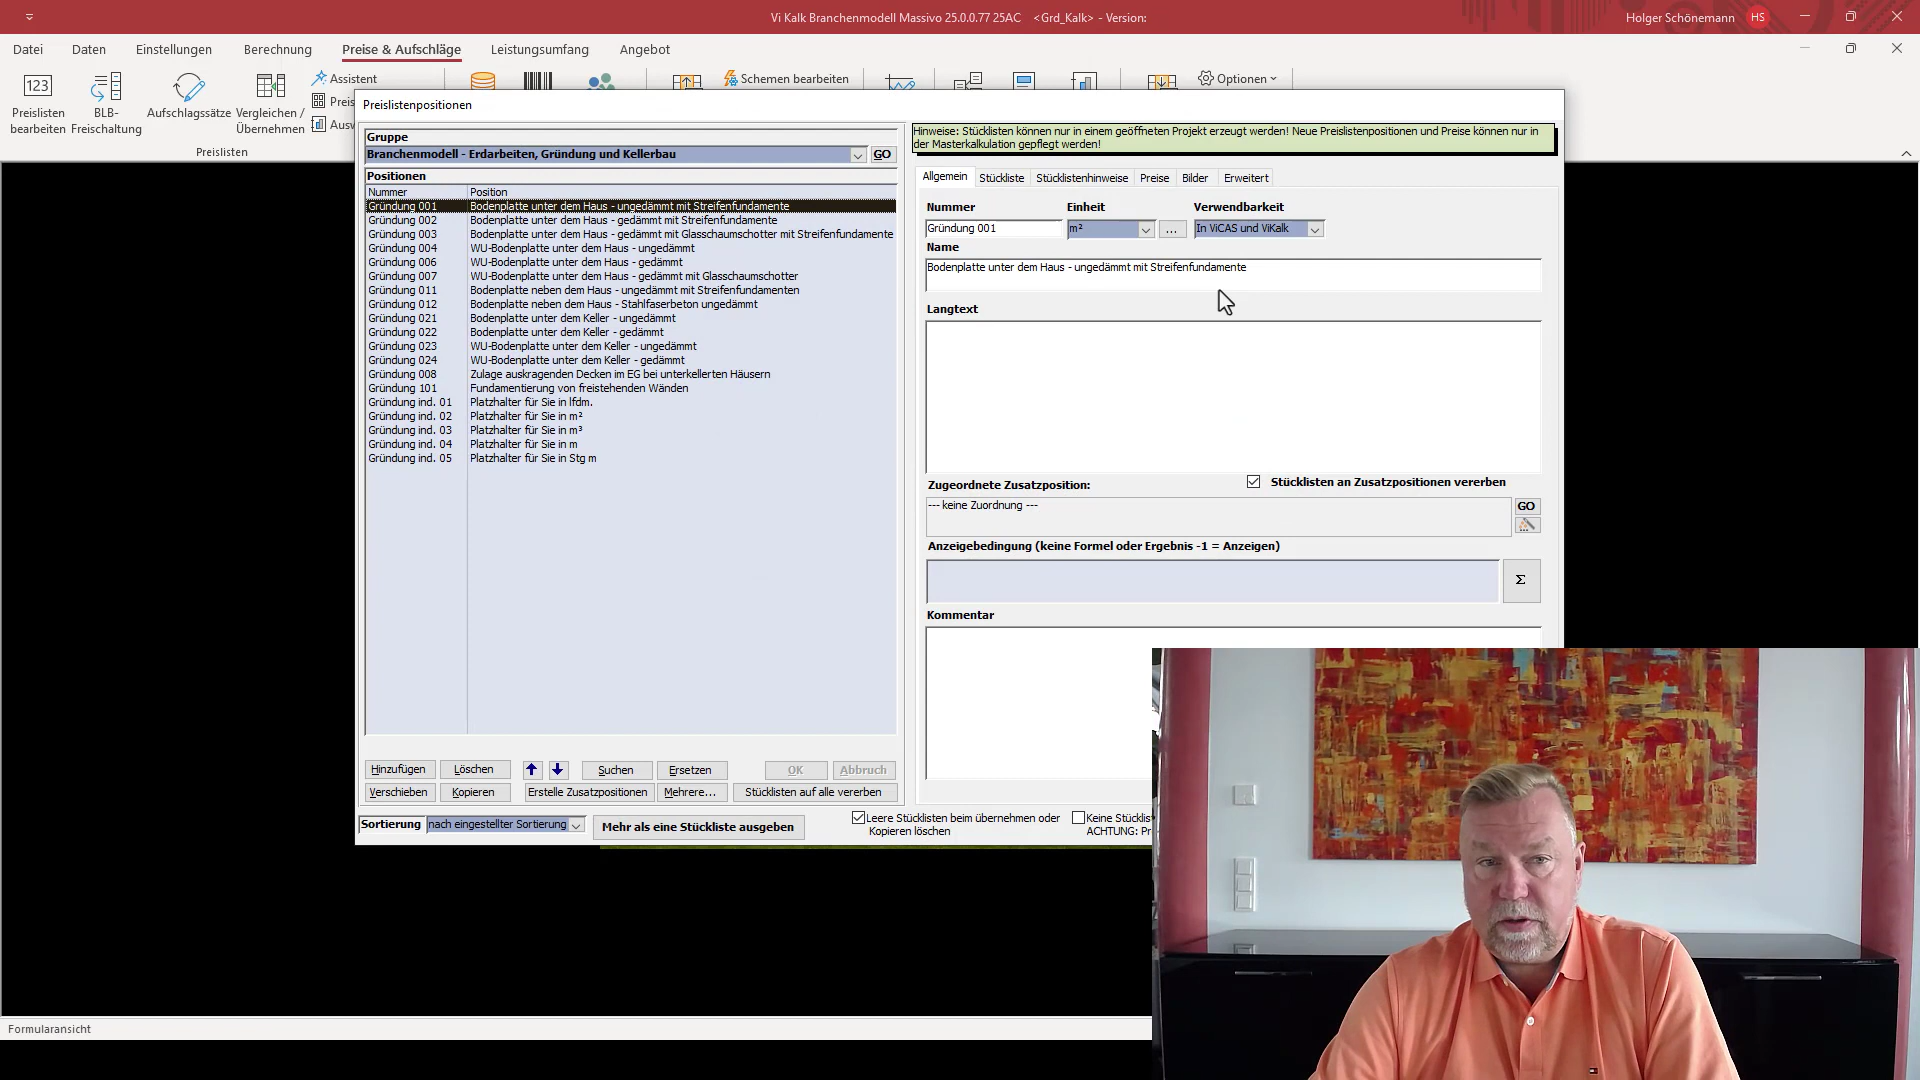 Vi Kalk Branchenmodell Massivo 25.0.0.77 25AC <Grd_Kalk> - Version:
Holger Schönemann HS
Datei Daten Einstellungen Berechnung Preise & Aufschläge Leistungsumfang Angebot
Preislisten bearbeiten
BLB-Freischaltung
Aufschlagssätze
Vergleichen / Übernehmen
Assistent
Schemen bearbeiten
Optionen
Preislisten
Preislistenpositionen
Gruppe
Branchenmodell - Erdarbeiten, Gründung und Kellerbau GO
Positionen
Nummer Position
Gründung 001 Bodenplatte unter dem Haus - ungedämmt mit Streifenfundamente
Gründung 002 Bodenplatte unter dem Haus - gedämmt mit Streifenfundamente
Gründung 003 Bodenplatte unter dem Haus - gedämmt mit Glasschaumschotter mit Streifenfundamente
Gründung 004 WU-Bodenplatte unter dem Haus - ungedämmt
Gründung 006 WU-Bodenplatte unter dem Haus - gedämmt
Gründung 007 WU-Bodenplatte unter dem Haus - gedämmt mit Glasschaumschotter
Gründung 011 Bodenplatte neben dem Haus - ungedämmt mit Streifenfundamenten
Gründung 012 Bodenplatte neben dem Haus - Stahlfaserbeton ungedämmt
Gründung 021 Bodenplatte unter dem Keller - ungedämmt
Gründung 022 Bodenplatte unter dem Keller - gedämmt
Gründung 023 WU-Bodenplatte unter dem Keller - ungedämmt
Gründung 024 WU-Bodenplatte unter dem Keller - gedämmt
Gründung 008 Zulage auskragenden Decken im EG bei unterkellerten Häusern
Gründung 101 Fundamentierung von freistehenden Wänden
Gründung ind. 01 Platzhalter für Sie in lfdm.
Gründung ind. 02 Platzhalter für Sie in m²
Gründung ind. 03 Platzhalter für Sie in m³
Gründung ind. 04 Platzhalter für Sie in m
Gründung ind. 05 Platzhalter für Sie in Stg m
Hinzufügen Löschen Suchen Ersetzen OK Abbruch
Verschieben Kopieren Erstelle Zusatzpositionen Mehrere... Stücklisten auf alle vererben
Sortierung nach eingestellter Sortierung Mehr als eine Stückliste ausgeben
Leere Stücklisten beim übernehmen oder
Kopieren löschen
Keine
ACHTUNG:
Hinweise: Stücklisten können nur in einem geöffneten Projekt erzeugt werden! Neue Preislistenpositionen und Preise können nur in
der Masterkalkulation gepflegt werden!
Allgemein Stückliste Stücklistenhinweise Preise Bilder Erweitert
Nummer Einheit Verwendbarkeit
Gründung 001 m² ... In ViCAS und ViKalk
Name
Bodenplatte unter dem Haus - ungedämmt mit Streifenfundamente
Langtext
Zugeordnete Zusatzposition: Stücklisten an Zusatzpositionen vererben
--- keine Zuordnung --- GO
Anzeigebedingung (keine Formel oder Ergebnis -1 = Anzeigen)
Σ
Kommentar
Formularansicht